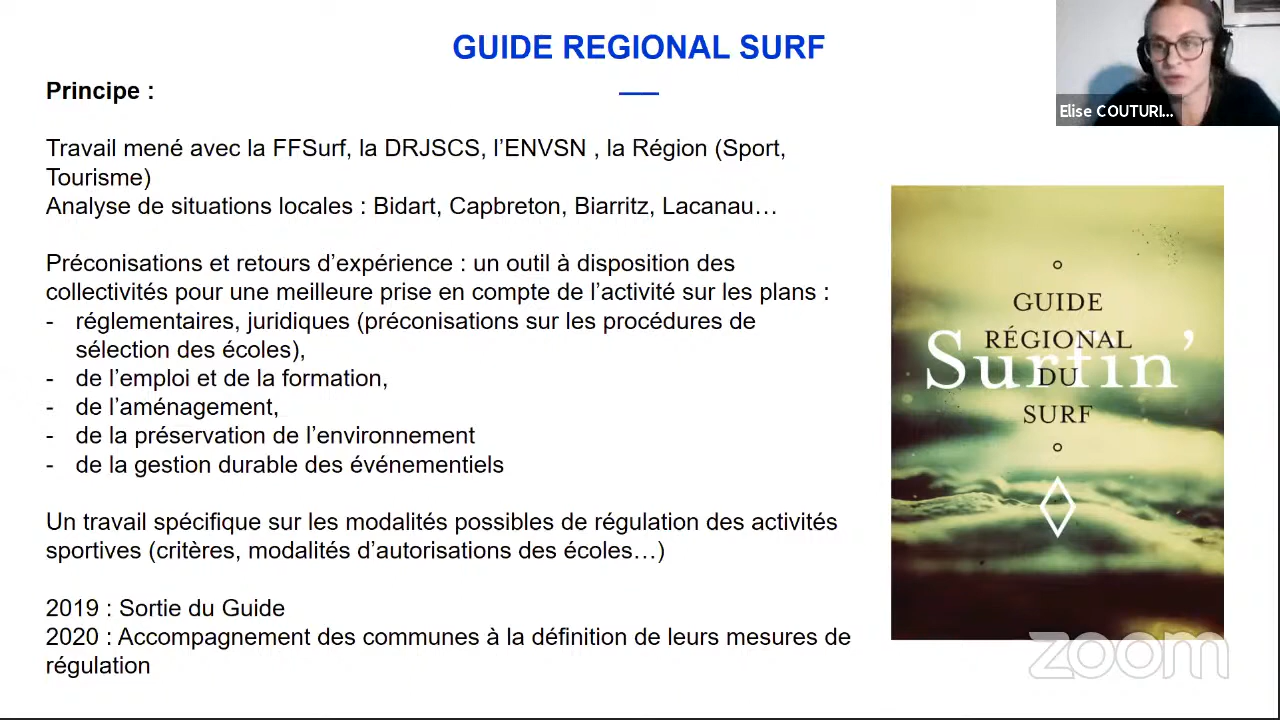 GUIDE REGIONAL SURF
Elise COUTURI...
Principe :
Travail mené avec la FFSurf, la DRJSCS, l’ENVSN , la Région (Sport,
Tourisme)
Analyse de situations locales : Bidart, Capbreton, Biarritz, Lacanau…
Préconisations et retours d’expérience : un outil à disposition des
collectivités pour une meilleure prise en compte de l’activité sur les plans :
- réglementaires, juridiques (préconisations sur les procédures de
sélection des écoles),
- de l’emploi et de la formation,
- de l’aménagement,
- de la préservation de l’environnement
- de la gestion durable des événementiels
Un travail spécifique sur les modalités possibles de régulation des activités
sportives (critères, modalités d’autorisations des écoles…)
2019 : Sortie du Guide
2020 : Accompagnement des communes à la définition de leurs mesures de
régulation
GUIDE
RÉGIONAL
Surfin’
DU
SURF
zoom